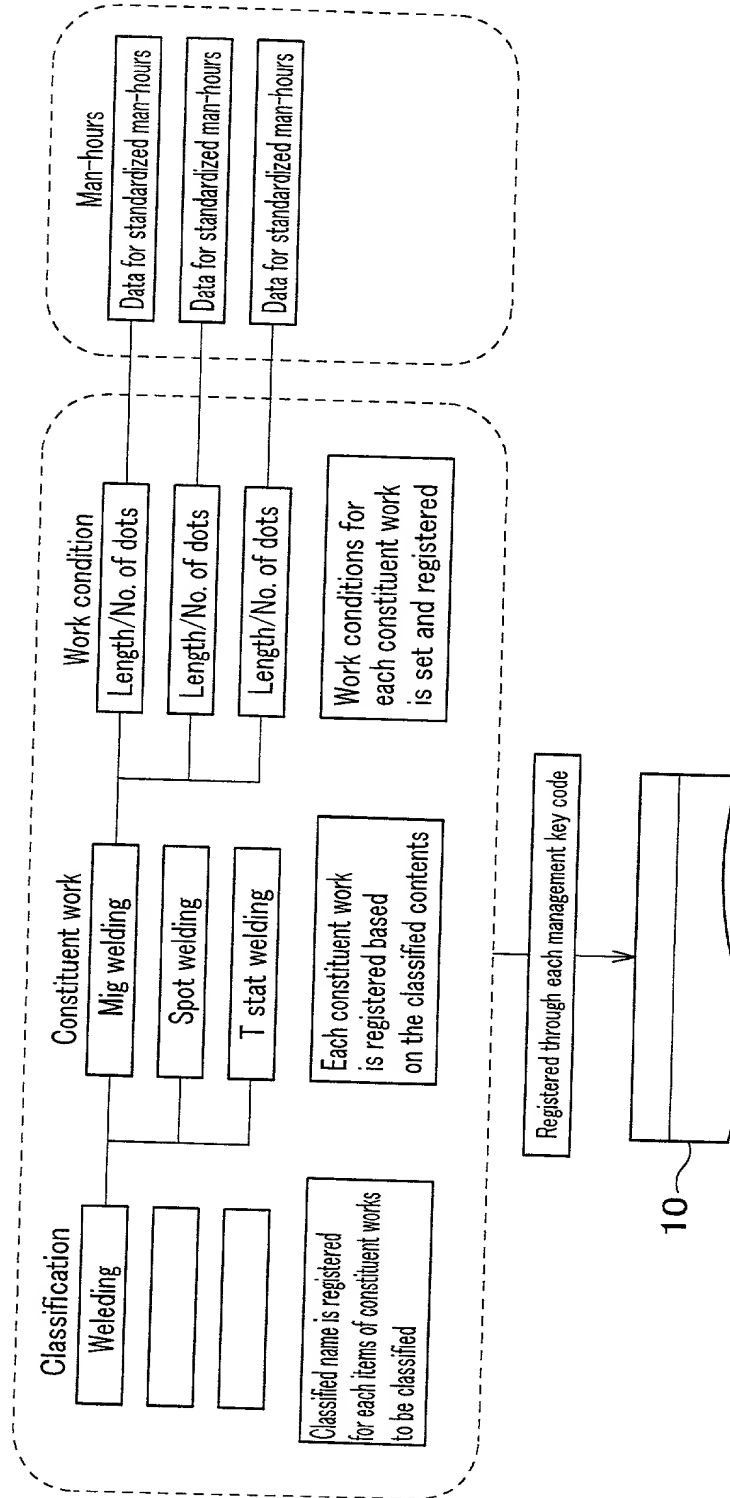 Classification
Weleding
Classified name is registered
for each items of constituent works
to be classified
Constituent work
Mig welding
Spot welding
T stat welding
Each constituent work
is registered based
on the classified contents
Work condition
Length/No. of dots
Length/No. of dots
Length/No. of dots
Work conditions for
each constituent work
is set and registered
Man-hours
Data for standardized man-hours
Data for standardized man-hours
Data for standardized man-hours
Registered through each management key code
10